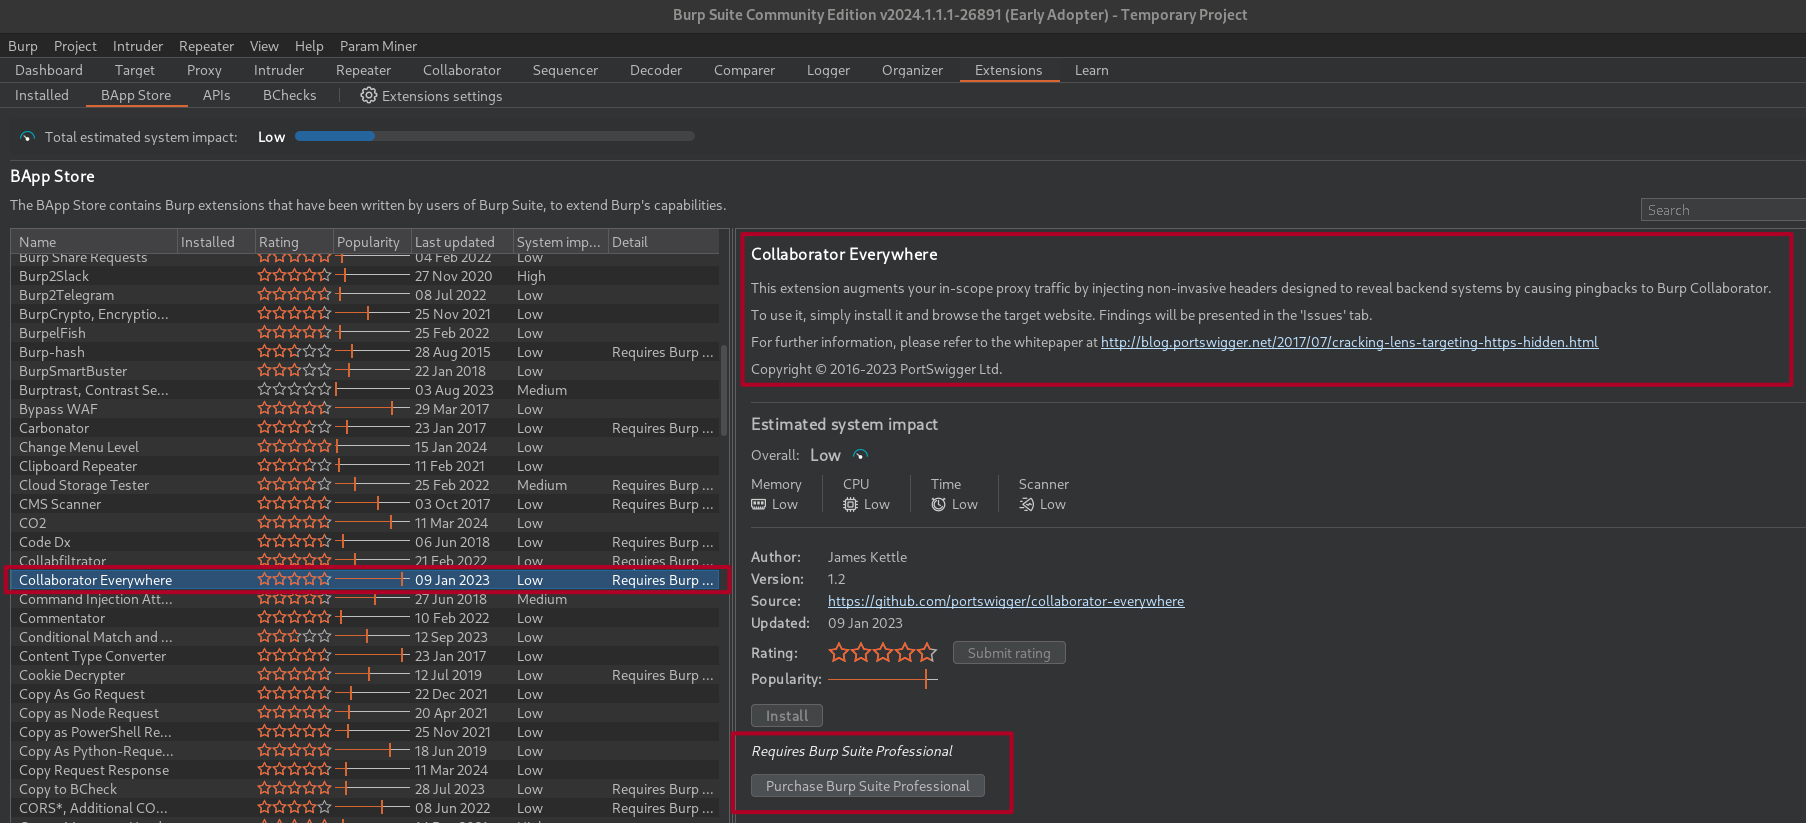 Burp Suite Community Edition v2024.1.1.1-26891 (Early Adopter) - Temporary Project
Burp Project Intruder Repeater View Help Param Miner
Dashboard Target Proxy Intruder Repeater Collaborator Sequencer Decoder Comparer Logger Organizer Extensions Learn
Installed BApp Store APIs BChecks Extensions settings
Total estimated system impact: Low
BApp Store
The BApp Store contains Burp extensions that have been written by users of Burp Suite, to extend Burp's capabilities.
Search
Name Installed Rating Popularity Last updated System imp... Detail
Burp Share Requests 04 Feb 2022 Low
Burp2Slack 27 Nov 2020 High
Burp2Telegram 08 Jul 2022 Low
BurpCrypto, Encryptio... 25 Nov 2021 Low
BurpelFish 25 Feb 2022 Low
Burp-hash 28 Aug 2015 Low Requires Burp ...
BurpSmartBuster 22 Jan 2018 Low
Burptrast, Contrast Se... 03 Aug 2023 Medium
Bypass WAF 29 Mar 2017 Low
Carbonator 23 Jan 2017 Low Requires Burp ...
Change Menu Level 15 Jan 2024 Low
Clipboard Repeater 11 Feb 2021 Low
Cloud Storage Tester 25 Feb 2022 Medium Requires Burp ...
CMS Scanner 03 Oct 2017 Low Requires Burp ...
CO2 11 Mar 2024 Low
Code Dx 06 Jun 2018 Low Requires Burp ...
Collabfiltrator 21 Feb 2022 Low Requires Burp ...
Collaborator Everywhere 09 Jan 2023 Low Requires Burp ...
Command Injection Att... 27 Jun 2018 Medium
Commentator 10 Feb 2022 Low
Conditional Match and ... 12 Sep 2023 Low
Content Type Converter 23 Jan 2017 Low
Cookie Decrypter 12 Jul 2019 Low Requires Burp ...
Copy As Go Request 22 Dec 2021 Low
Copy as Node Request 20 Apr 2021 Low
Copy as PowerShell Re... 25 Nov 2021 Low
Copy As Python-Reque... 18 Jun 2019 Low
Copy Request Response 11 Mar 2024 Low
Copy to BCheck 28 Jul 2023 Low Requires Burp ...
CORS*, Additional CO... 08 Jun 2022 Low Requires Burp ...
Collaborator Everywhere
This extension augments your in-scope proxy traffic by injecting non-invasive headers designed to reveal backend systems by causing pingbacks to Burp Collaborator.
To use it, simply install it and browse the target website. Findings will be presented in the 'Issues' tab.
For further information, please refer to the whitepaper at http://blog.portswigger.net/2017/07/cracking-lens-targeting-https-hidden.html
Copyright © 2016-2023 PortSwigger Ltd.
Estimated system impact
Overall: Low
Memory CPU Time Scanner
Low Low Low Low
Author: James Kettle
Version: 1.2
Source: https://github.com/portswigger/collaborator-everywhere
Updated: 09 Jan 2023
Rating: Submit rating
Popularity:
Install
Requires Burp Suite Professional
Purchase Burp Suite Professional